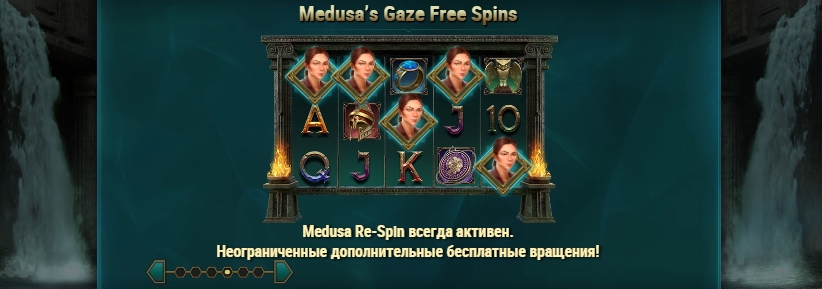 Medusa's Gaze Free Spins
A J 10
Q J K
Medusa Re-Spin всегда активен.
Неограниченные дополнительные бесплатные вращения!